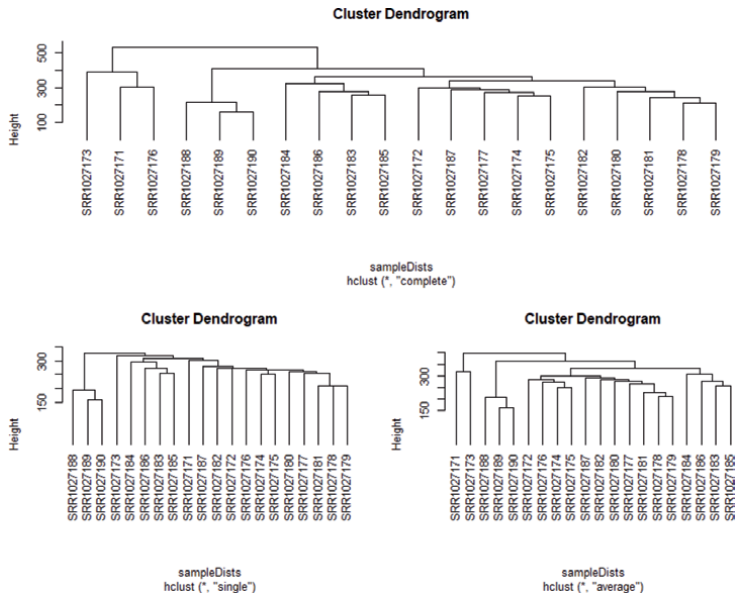 Cluster Dendrogram
Height
500
300
100
SRR1027173
SRR1027171
SRR1027176
SRR1027188
SRR1027189
SRR1027190
SRR1027184
SRR1027186
SRR1027183
SRR1027185
SRR1027172
SRR1027187
SRR1027177
SRR1027174
SRR1027175
SRR1027182
SRR1027180
SRR1027181
SRR1027178
SRR1027179
sampleDists
hclust (*, "complete")
Cluster Dendrogram
Height
300
150
SRR1027188
SRR1027189
SRR1027190
SRR1027173
SRR1027184
SRR1027186
SRR1027183
SRR1027185
SRR1027171
SRR1027187
SRR1027182
SRR1027172
SRR1027176
SRR1027174
SRR1027175
SRR1027180
SRR1027177
SRR1027181
SRR1027178
SRR1027179
sampleDists
hclust (*, "single")
Cluster Dendrogram
Height
300
150
SRR1027171
SRR1027173
SRR1027188
SRR1027189
SRR1027190
SRR1027172
SRR1027176
SRR1027174
SRR1027175
SRR1027187
SRR1027182
SRR1027180
SRR1027177
SRR1027181
SRR1027178
SRR1027179
SRR1027184
SRR1027186
SRR1027183
SRR1027185
sampleDists
hclust (*, "average")